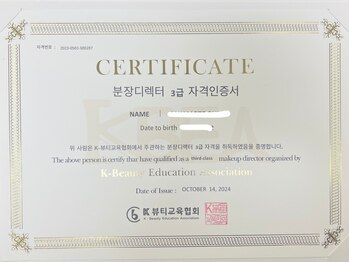 자격번호 :
CERTIFICATE
분장디렉터 3급 자격인증서
NAME :
Date to birth
위 사람은 K-뷰티교육협회에서 주관하는 분장디렉터 3급 자격을 취득하였음을 증명합니다.
The above person is certify that have qualified as a third-class makeup director organized by
K-Beauty Education Association
Date of Issue : OCTOBER 14, 2024
K 뷰티교육협회
K - Beauty Education Association